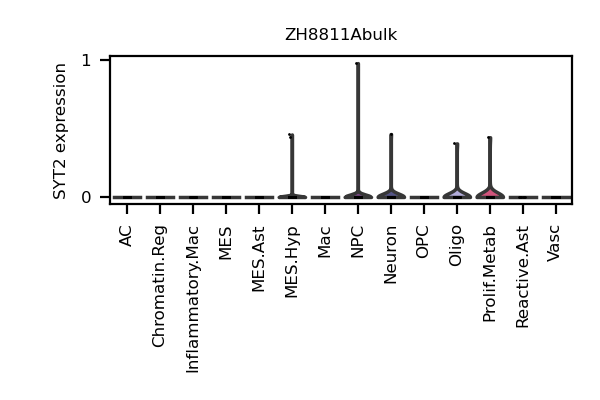 ZH8811Abulk
SYT2 expression
1
0
AC
Chromatin.Reg
Inflammatory.Mac
MES
MES.Ast
MES.Hyp
Mac
NPC
Neuron
OPC
Oligo
Prolif.Metab
Reactive.Ast
Vasc